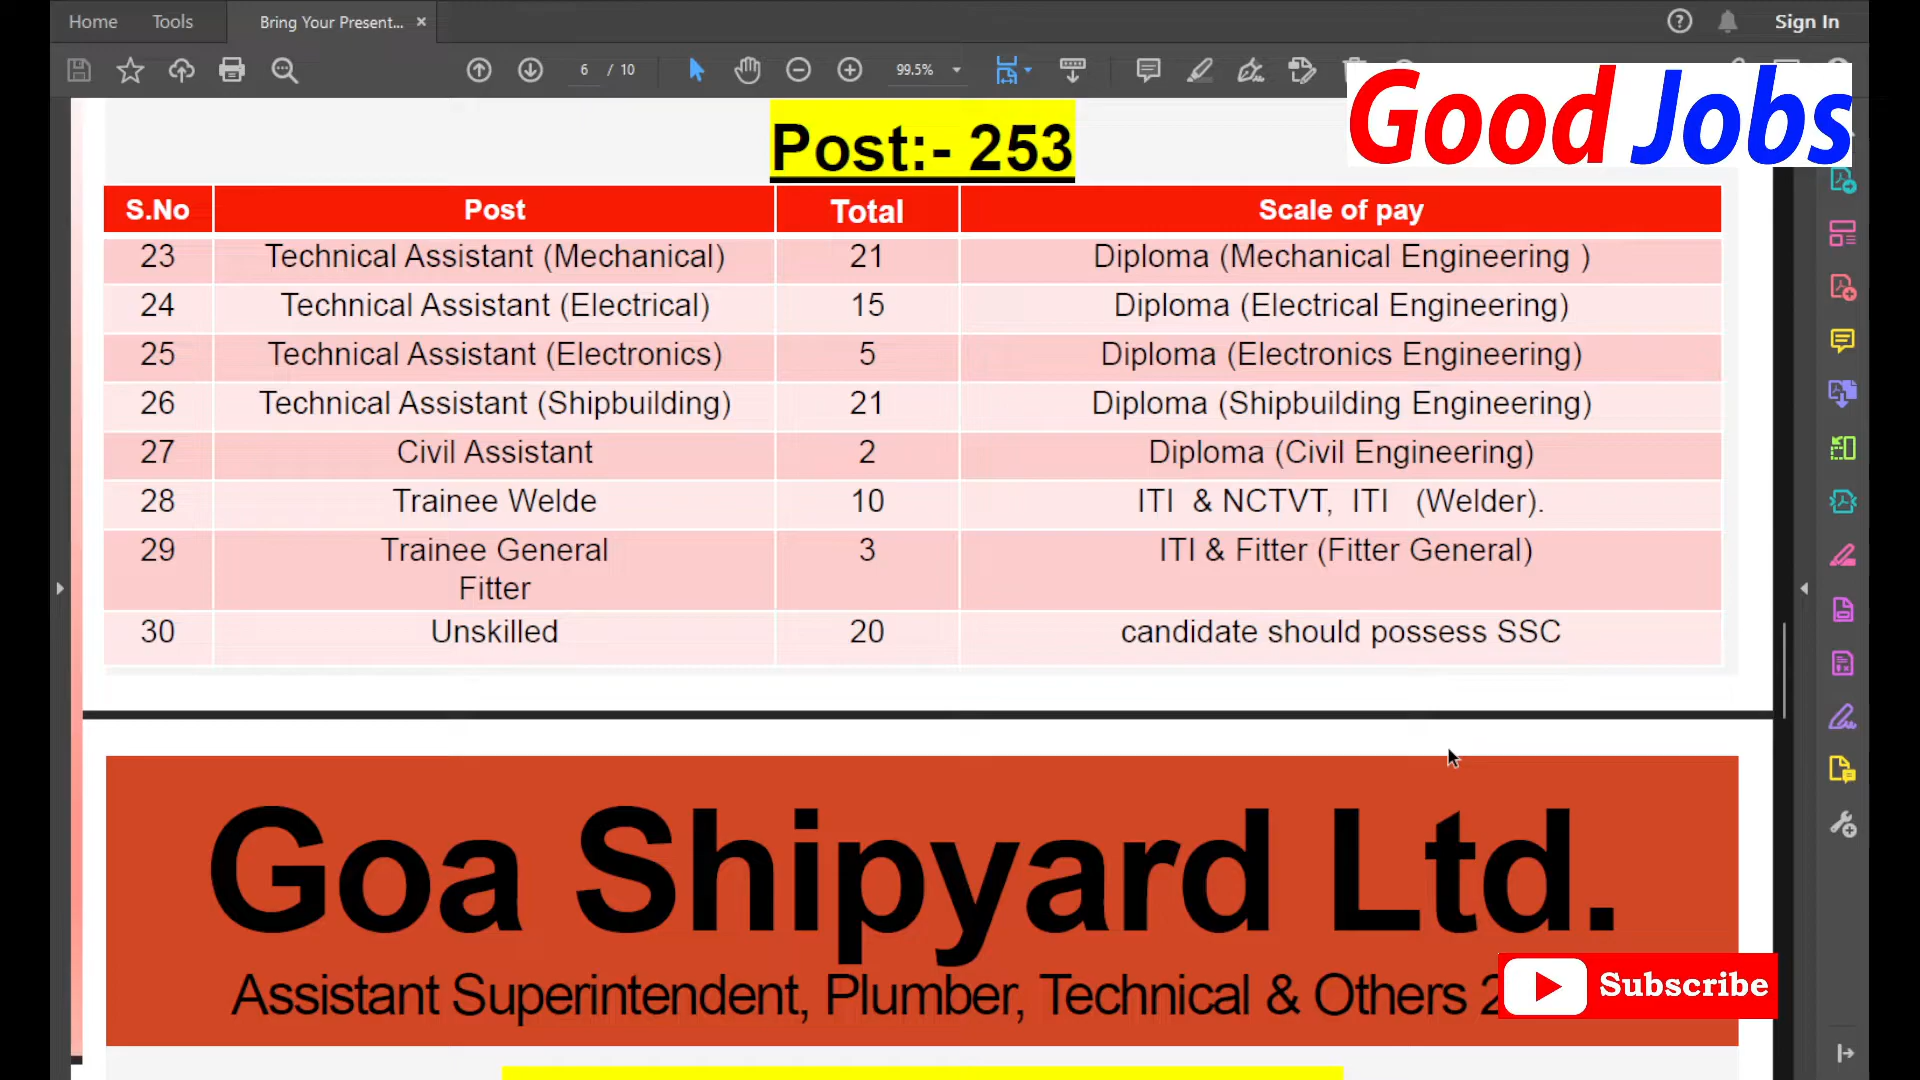 Home Tools Bring Your Present... × Sign In
6 / 10 99.5%
Good Jobs
Post:- 253
S.No Post Total Scale of pay
23 Technical Assistant (Mechanical) 21 Diploma (Mechanical Engineering )
24 Technical Assistant (Electrical) 15 Diploma (Electrical Engineering)
25 Technical Assistant (Electronics) 5 Diploma (Electronics Engineering)
26 Technical Assistant (Shipbuilding) 21 Diploma (Shipbuilding Engineering)
27 Civil Assistant 2 Diploma (Civil Engineering)
28 Trainee Welde 10 ITI & NCTVT, ITI (Welder).
29 Trainee General 3 ITI & Fitter (Fitter General)
Fitter
30 Unskilled 20 candidate should possess SSC
Goa Shipyard Ltd.
Assistant Superintendent, Plumber, Technical & Others
Subscribe